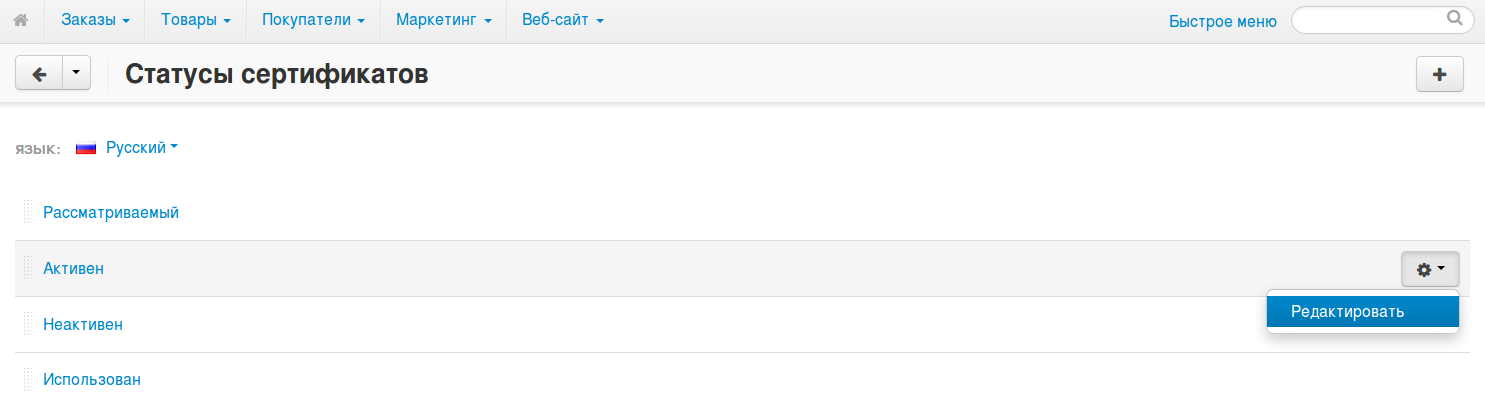 Заказы Товары Покупатели Маркетинг Веб-сайт Быстрое меню
Статусы сертификатов
язык: Русский
Рассматриваемый
Активен
Редактировать
Неактивен
Использован